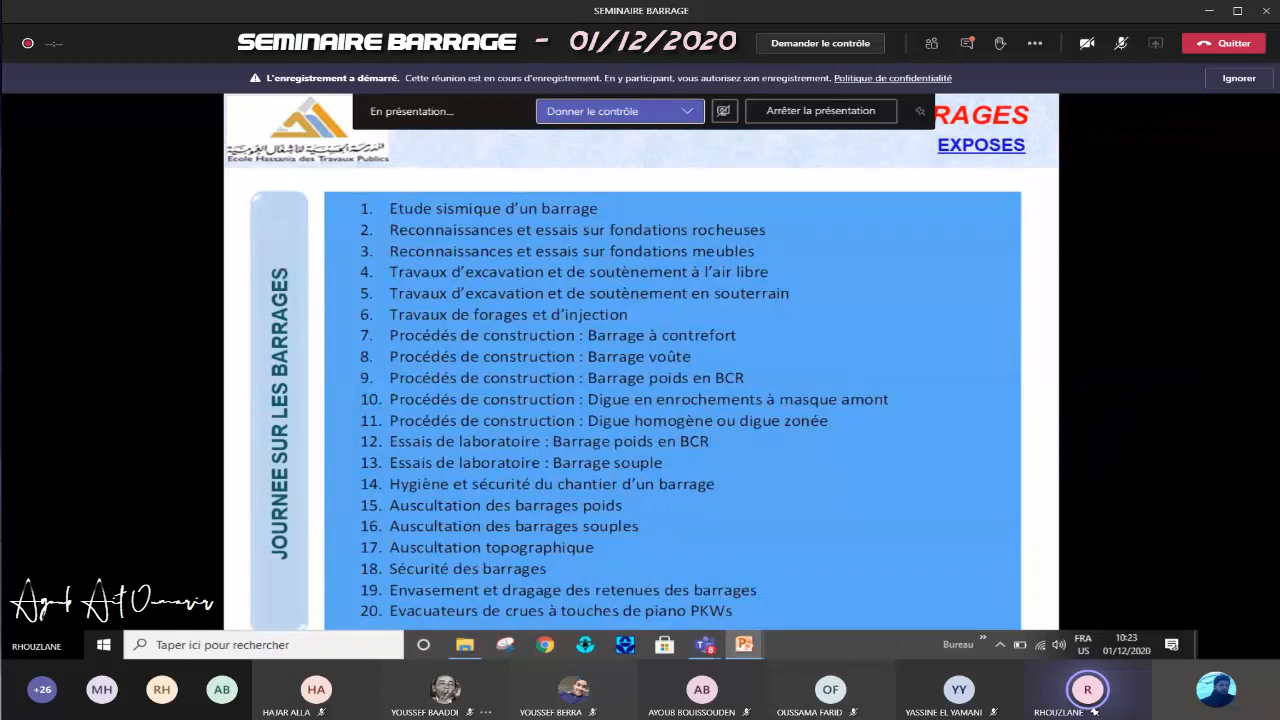 SEMINAIRE BARRAGE
SEMINAIRE BARRAGE - 01/12/2020
--:--
Demander le contrôle
Quitter
L'enregistrement a démarré. Cette réunion est en cours d'enregistrement. En y participant, vous autorisez son enregistrement. Politique de confidentialité
Ignorer
En présentation...
Donner le contrôle
Arrêter la présentation
RAGES
EXPOSES
المدرسة الحسنية للأشغال العمومية
Ecole Hassania des Travaux Publics
JOURNEE SUR LES BARRAGES
1. Etude sismique d'un barrage
2. Reconnaissances et essais sur fondations rocheuses
3. Reconnaissances et essais sur fondations meubles
4. Travaux d'excavation et de soutènement à l'air libre
5. Travaux d'excavation et de soutènement en souterrain
6. Travaux de forages et d'injection
7. Procédés de construction : Barrage à contrefort
8. Procédés de construction : Barrage voûte
9. Procédés de construction : Barrage poids en BCR
10. Procédés de construction : Digue en enrochements à masque amont
11. Procédés de construction : Digue homogène ou digue zonée
12. Essais de laboratoire : Barrage poids en BCR
13. Essais de laboratoire : Barrage souple
14. Hygiène et sécurité du chantier d'un barrage
15. Auscultation des barrages poids
16. Auscultation des barrages souples
17. Auscultation topographique
18. Sécurité des barrages
19. Envasement et dragage des retenues des barrages
20. Evacuateurs de crues à touches de piano PKWs
RHOUZLANE
Taper ici pour rechercher
8
Bureau
FRA
US
10:23
01/12/2020
+26
MH
RH
AB
HA
AB
OF
YY
R
HAJAR ALLA
YOUSSEF BAADDI
YOUSSEF BERRA
AYOUB BOUISSOUDEN
OUSSAMA FARID
YASSINE EL YAMANI
RHOUZLANE